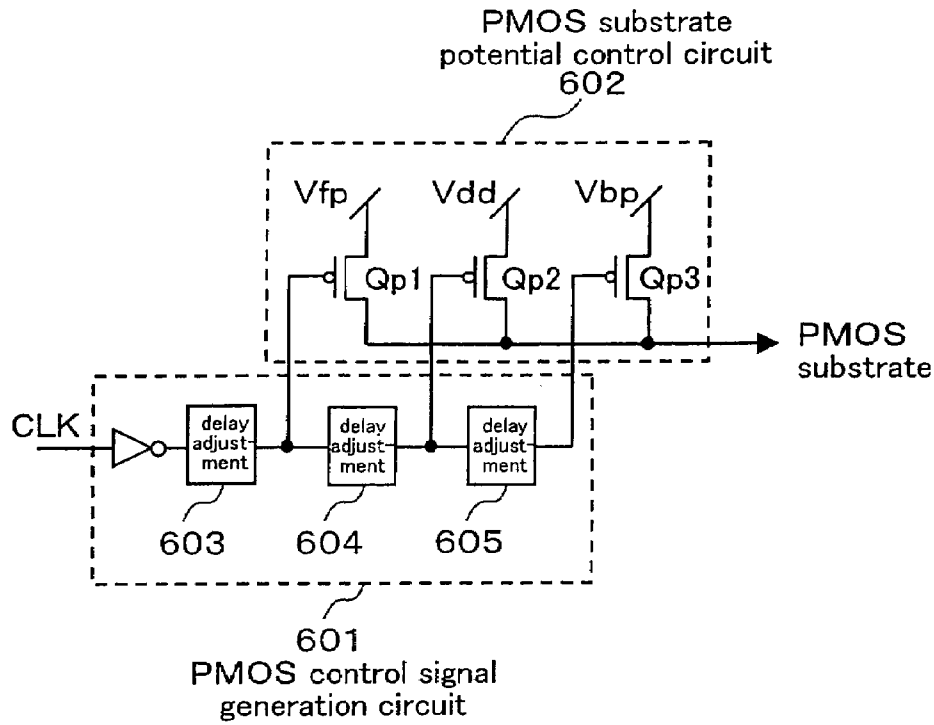 PMOS substrate
potential control circuit
602
Vfp
Vdd
Vbp
Qp1
Qp2
Qp3
PMOS
substrate
CLK
delay
adjust-
ment
delay
adjust-
ment
delay
adjust-
ment
603
604
605
601
PMOS control signal
generation circuit